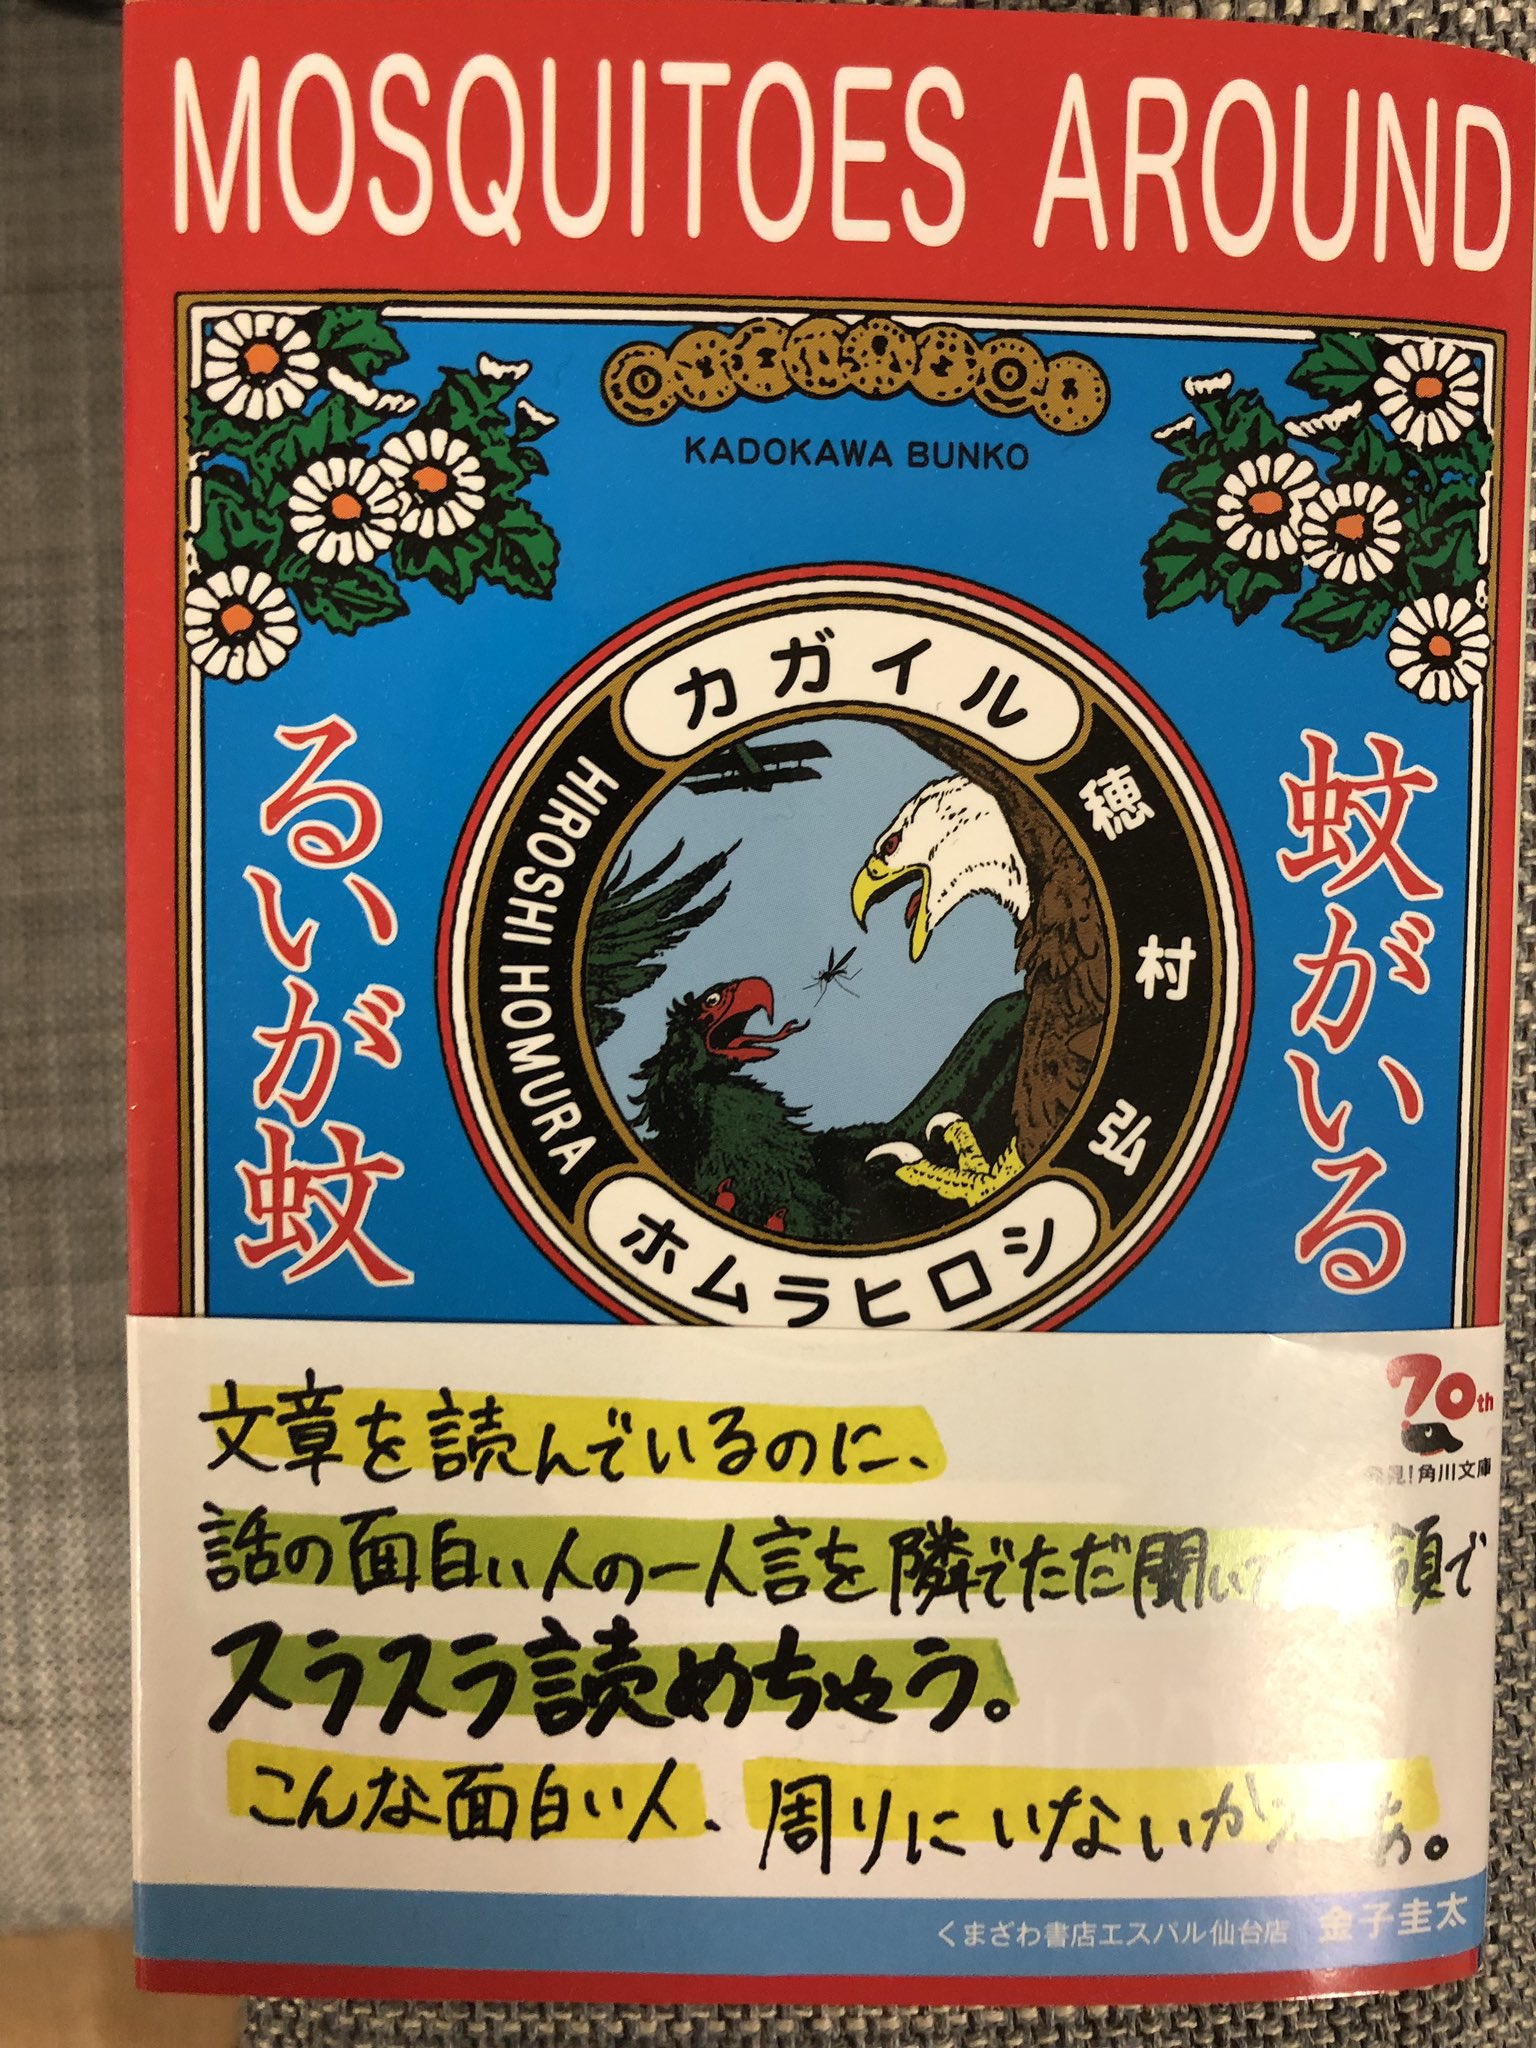 MOSQUITOES AROUND
KADOKAWA BUNKO
カガイル
穂村弘
HIROSHI HOMURA
ホムラヒロシ
蚊がいる
るいが蚊
70th
見!角川文庫
文章を読んでいるのに、
話の面白い人の一人言を隣でただ聞いて 領で
スラスラ読めちゃう。
こんな面白い人、周りにいないか ぁ。
くまざわ書店エスパル仙台店 金子圭太